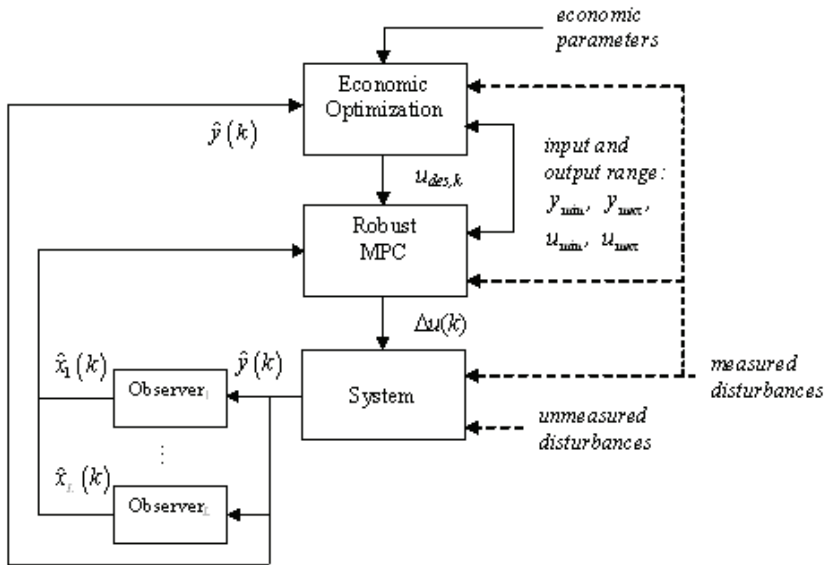 economic
parameters
Economic
Optimization
ŷ(k)
u_des,k
input and
output range:
y_min, y_max,
u_min, u_max
Robust
MPC
Δu(k)
x̂_1(k)
ŷ(k)
Observer_1
System
measured
disturbances
unmeasured
disturbances
⋮
x̂_L(k)
Observer_L